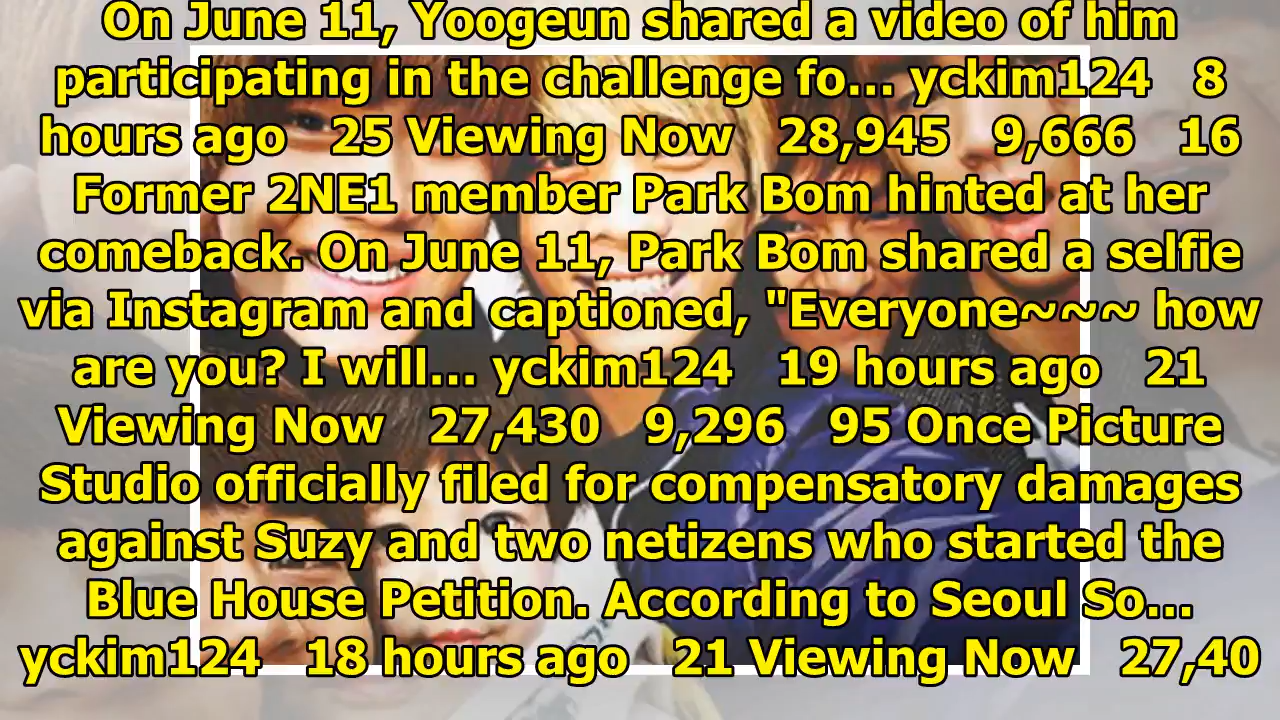 On June 11, Yoogeun shared a video of him
participating in the challenge fo... yckim124 8
hours ago 25 Viewing Now 28,945 9,666 16
Former 2NE1 member Park Bom hinted at her
comeback. On June 11, Park Bom shared a selfie
via Instagram and captioned, "Everyone~~~ how
are you? I will... yckim124 19 hours ago 21
Viewing Now 27,430 9,296 95 Once Picture
Studio officially filed for compensatory damages
against Suzy and two netizens who started the
Blue House Petition. According to Seoul So...
yckim124 18 hours ago 21 Viewing Now 27,40